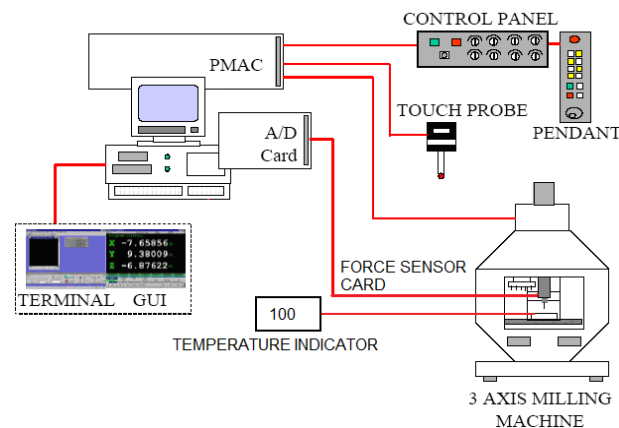 CONTROL PANEL
PMAC
A/D
Card
TOUCH PROBE
PENDANT
X -7.65856
Y 9.38009
Z -6.87622
TERMINAL GUI
FORCE SENSOR
CARD
100
TEMPERATURE INDICATOR
3 AXIS MILLING
MACHINE